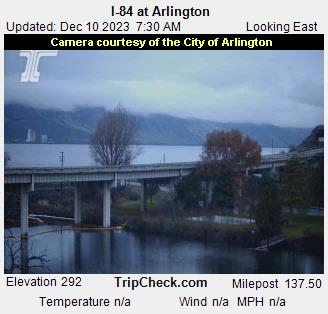 I-84 at Arlington
Updated: Dec 10 2023 7:30 AM Looking East
Camera courtesy of the City of Arlington
Elevation 292 TripCheck.com Milepost 137.50
Temperature n/a Wind n/a MPH n/a